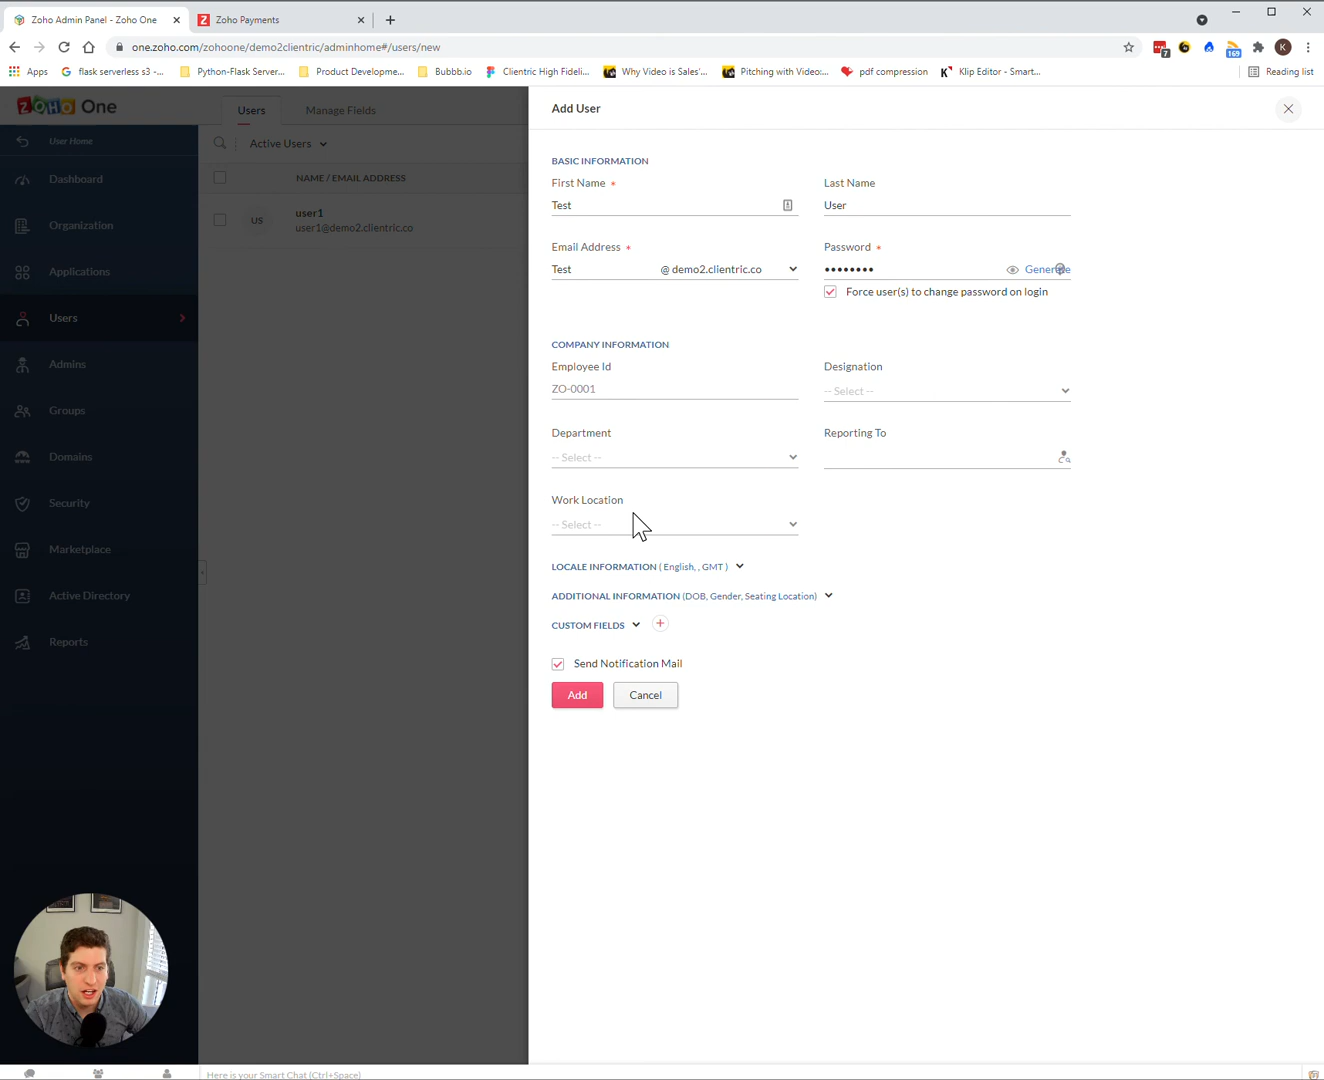 Zoho Admin Panel - Zoho One
Zoho Payments
one.zoho.com/zohoone/demo2clientric/adminhome#/users/new
7
169
K
Apps
flask serverless s3 -...
Python-Flask Server...
Product Developme...
Bubbb.io
Clientric High Fideli...
Why Video is Sales'...
Pitching with Video:...
pdf compression
Klip Editor - Smart...
Reading list
ZOHO One
User Home
Dashboard
Organization
Applications
Users
Admins
Groups
Domains
Security
Marketplace
Active Directory
Reports
Users
Manage Fields
Active Users
NAME / EMAIL ADDRESS
US
user1
user1@demo2.clientric.co
Add User
BASIC INFORMATION
First Name *
Last Name
Test
User
Email Address *
Password *
Test
@ demo2.clientric.co
••••••••
Generate
Force user(s) to change password on login
COMPANY INFORMATION
Employee Id
Designation
ZO-0001
-- Select --
Department
Reporting To
-- Select --
Work Location
-- Select --
LOCALE INFORMATION ( English, , GMT )
ADDITIONAL INFORMATION (DOB, Gender, Seating Location)
CUSTOM FIELDS
Send Notification Mail
Add
Cancel
Here is your Smart Chat (Ctrl+Space)